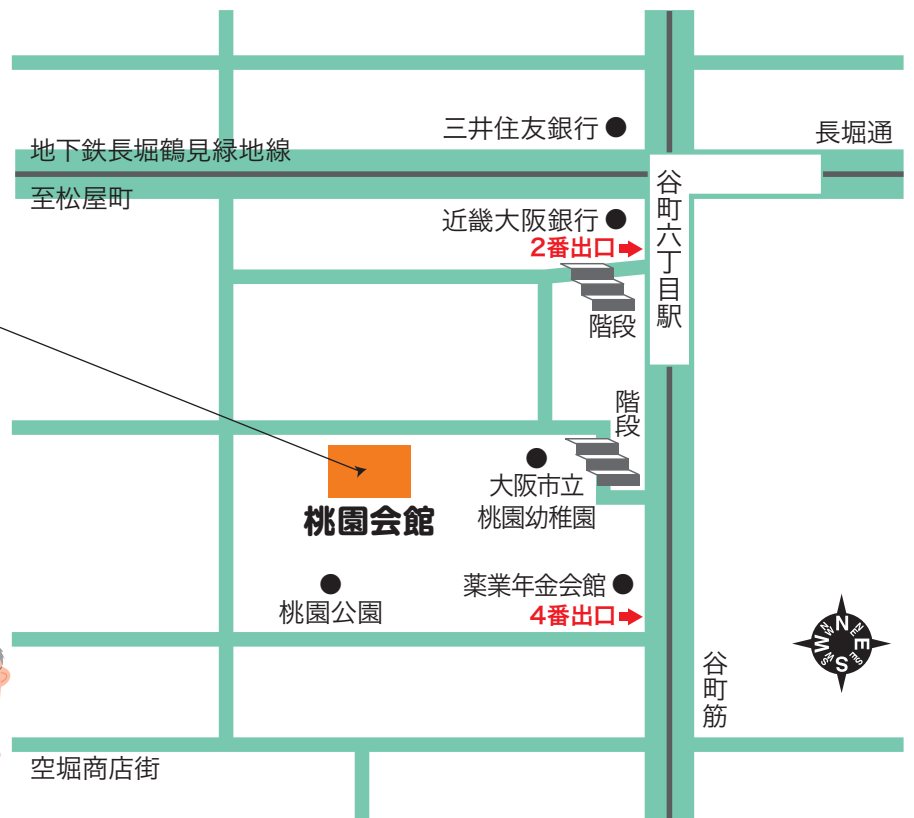 三井住友銀行
長堀通
地下鉄長堀鶴見緑地線
至松屋町
谷町六丁目駅
近畿大阪銀行
2番出口
階段
階段
大阪市立
桃園幼稚園
桃園会館
薬業年金会館
4番出口
桃園公園
N
NE
E
SE
S
SW
W
NW
谷町筋
空堀商店街